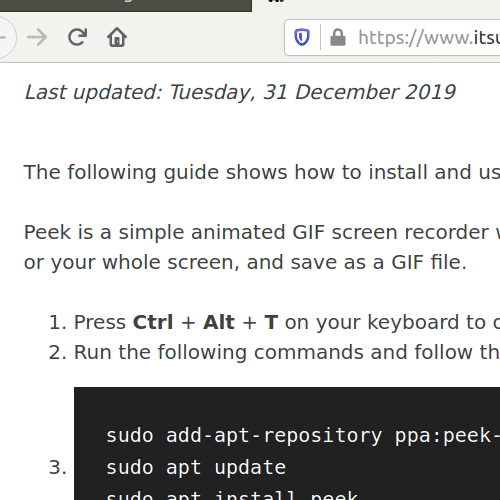 https://www.itsu
Last updated: Tuesday, 31 December 2019
The following guide shows how to install and us
Peek is a simple animated GIF screen recorder
or your whole screen, and save as a GIF file.
1. Press Ctrl + Alt + T on your keyboard to
2. Run the following commands and follow th
sudo add-apt-repository ppa:peek-
3. sudo apt update
sudo apt install peek